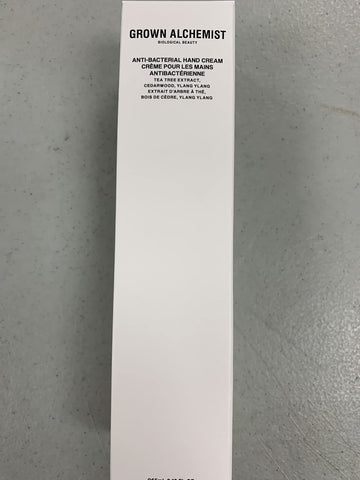 GROWN ALCHEMIST
BIOLOGICAL BEAUTY
ANTI-BACTERIAL HAND CREAM
CRÈME POUR LES MAINS
ANTIBACTÉRIENNE
TEA TREE EXTRACT,
CEDARWOOD, YLANG YLANG
EXTRAIT D'ARBRE À THÉ,
BOIS DE CÈDRE, YLANG YLANG